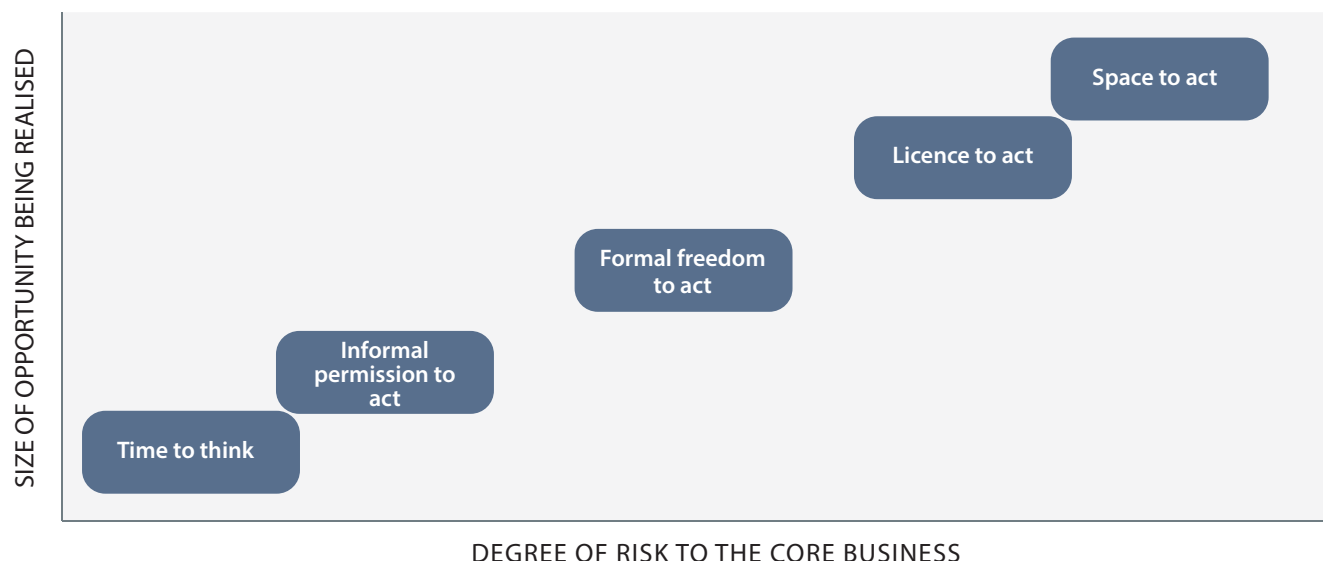 SIZE OF OPPORTUNITY BEING REALISED
Space to act
Licence to act
Formal freedom
to act
Informal
permission to
act
Time to think
DEGREE OF RISK TO THE CORE BUSINESS